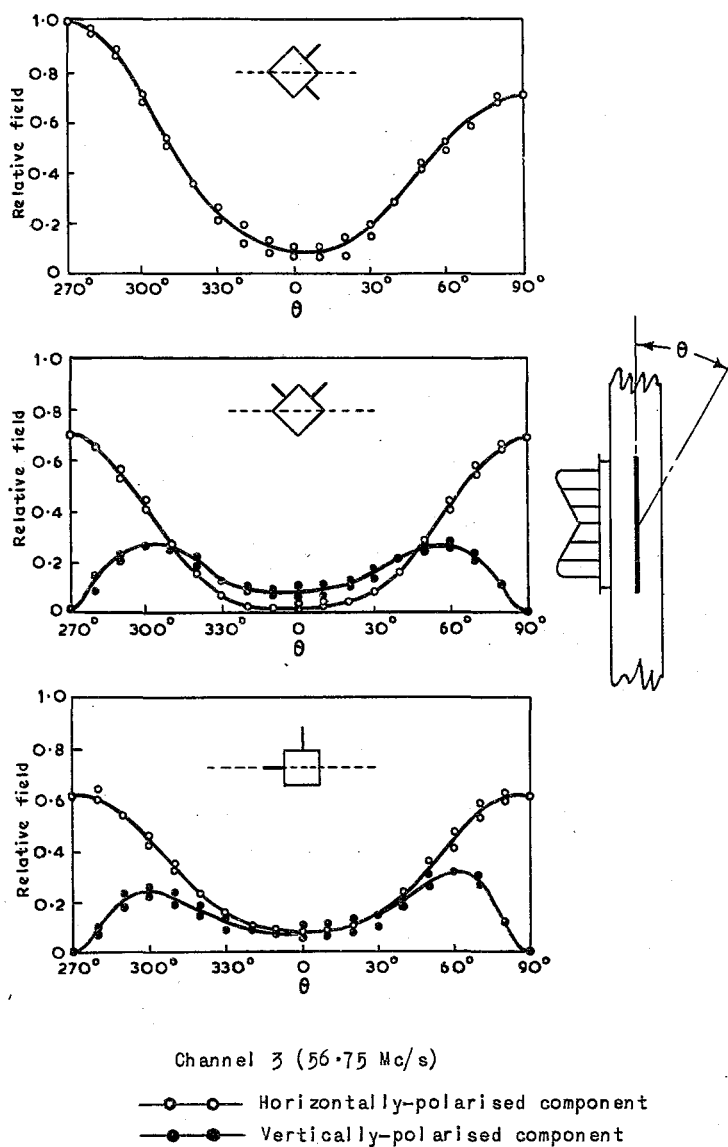 1·0
0·8
0·6
0·4
0·2
0
Relative field
270° 300° 330° 0 30° 60° 90°
θ
1·0
0·8
0·6
0·4
0·2
0
Relative field
270° 300° 330° 0 30° 60° 90°
θ
θ
1·0
0·8
0·6
0·4
0·2
0
Relative field
270° 300° 330° 0 30° 60° 90°
θ
Channel 3 (56·75 Mc/s)
Horizontally-polarised component
Vertically-polarised component